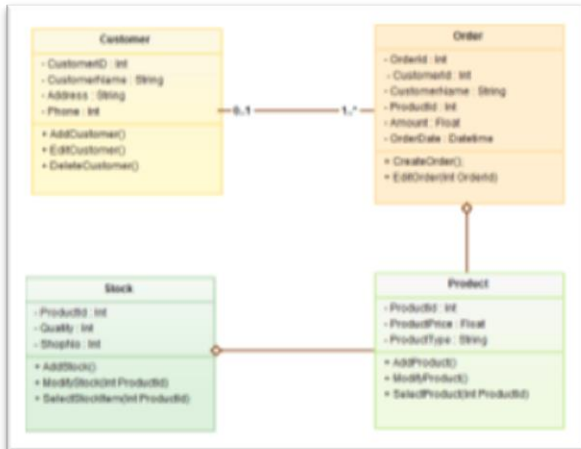 Customer
- CustomerID : Int
- CustomerName : String
- Address : String
- Phone : Int
+ AddCustomer()
+ EditCustomer()
+ DeleteCustomer()
0..1
1..*
Order
- OrderId : Int
- CustomerId : Int
- CustomerName : String
- ProductId : Int
- Amount : Float
- OrderDate : Datetime
+ CreateOrder();
+ EditOrder(Int OrderId)
Stock
- ProductId : Int
- Quality : Int
- ShopNo : Int
+ AddStock()
+ ModifyStock(Int ProductId)
+ SelectStockItem(Int ProductId)
Product
- ProductId : Int
- ProductPrice : Float
- ProductType : String
+ AddProduct()
+ ModifyProduct()
+ SelectProduct(Int ProductId)